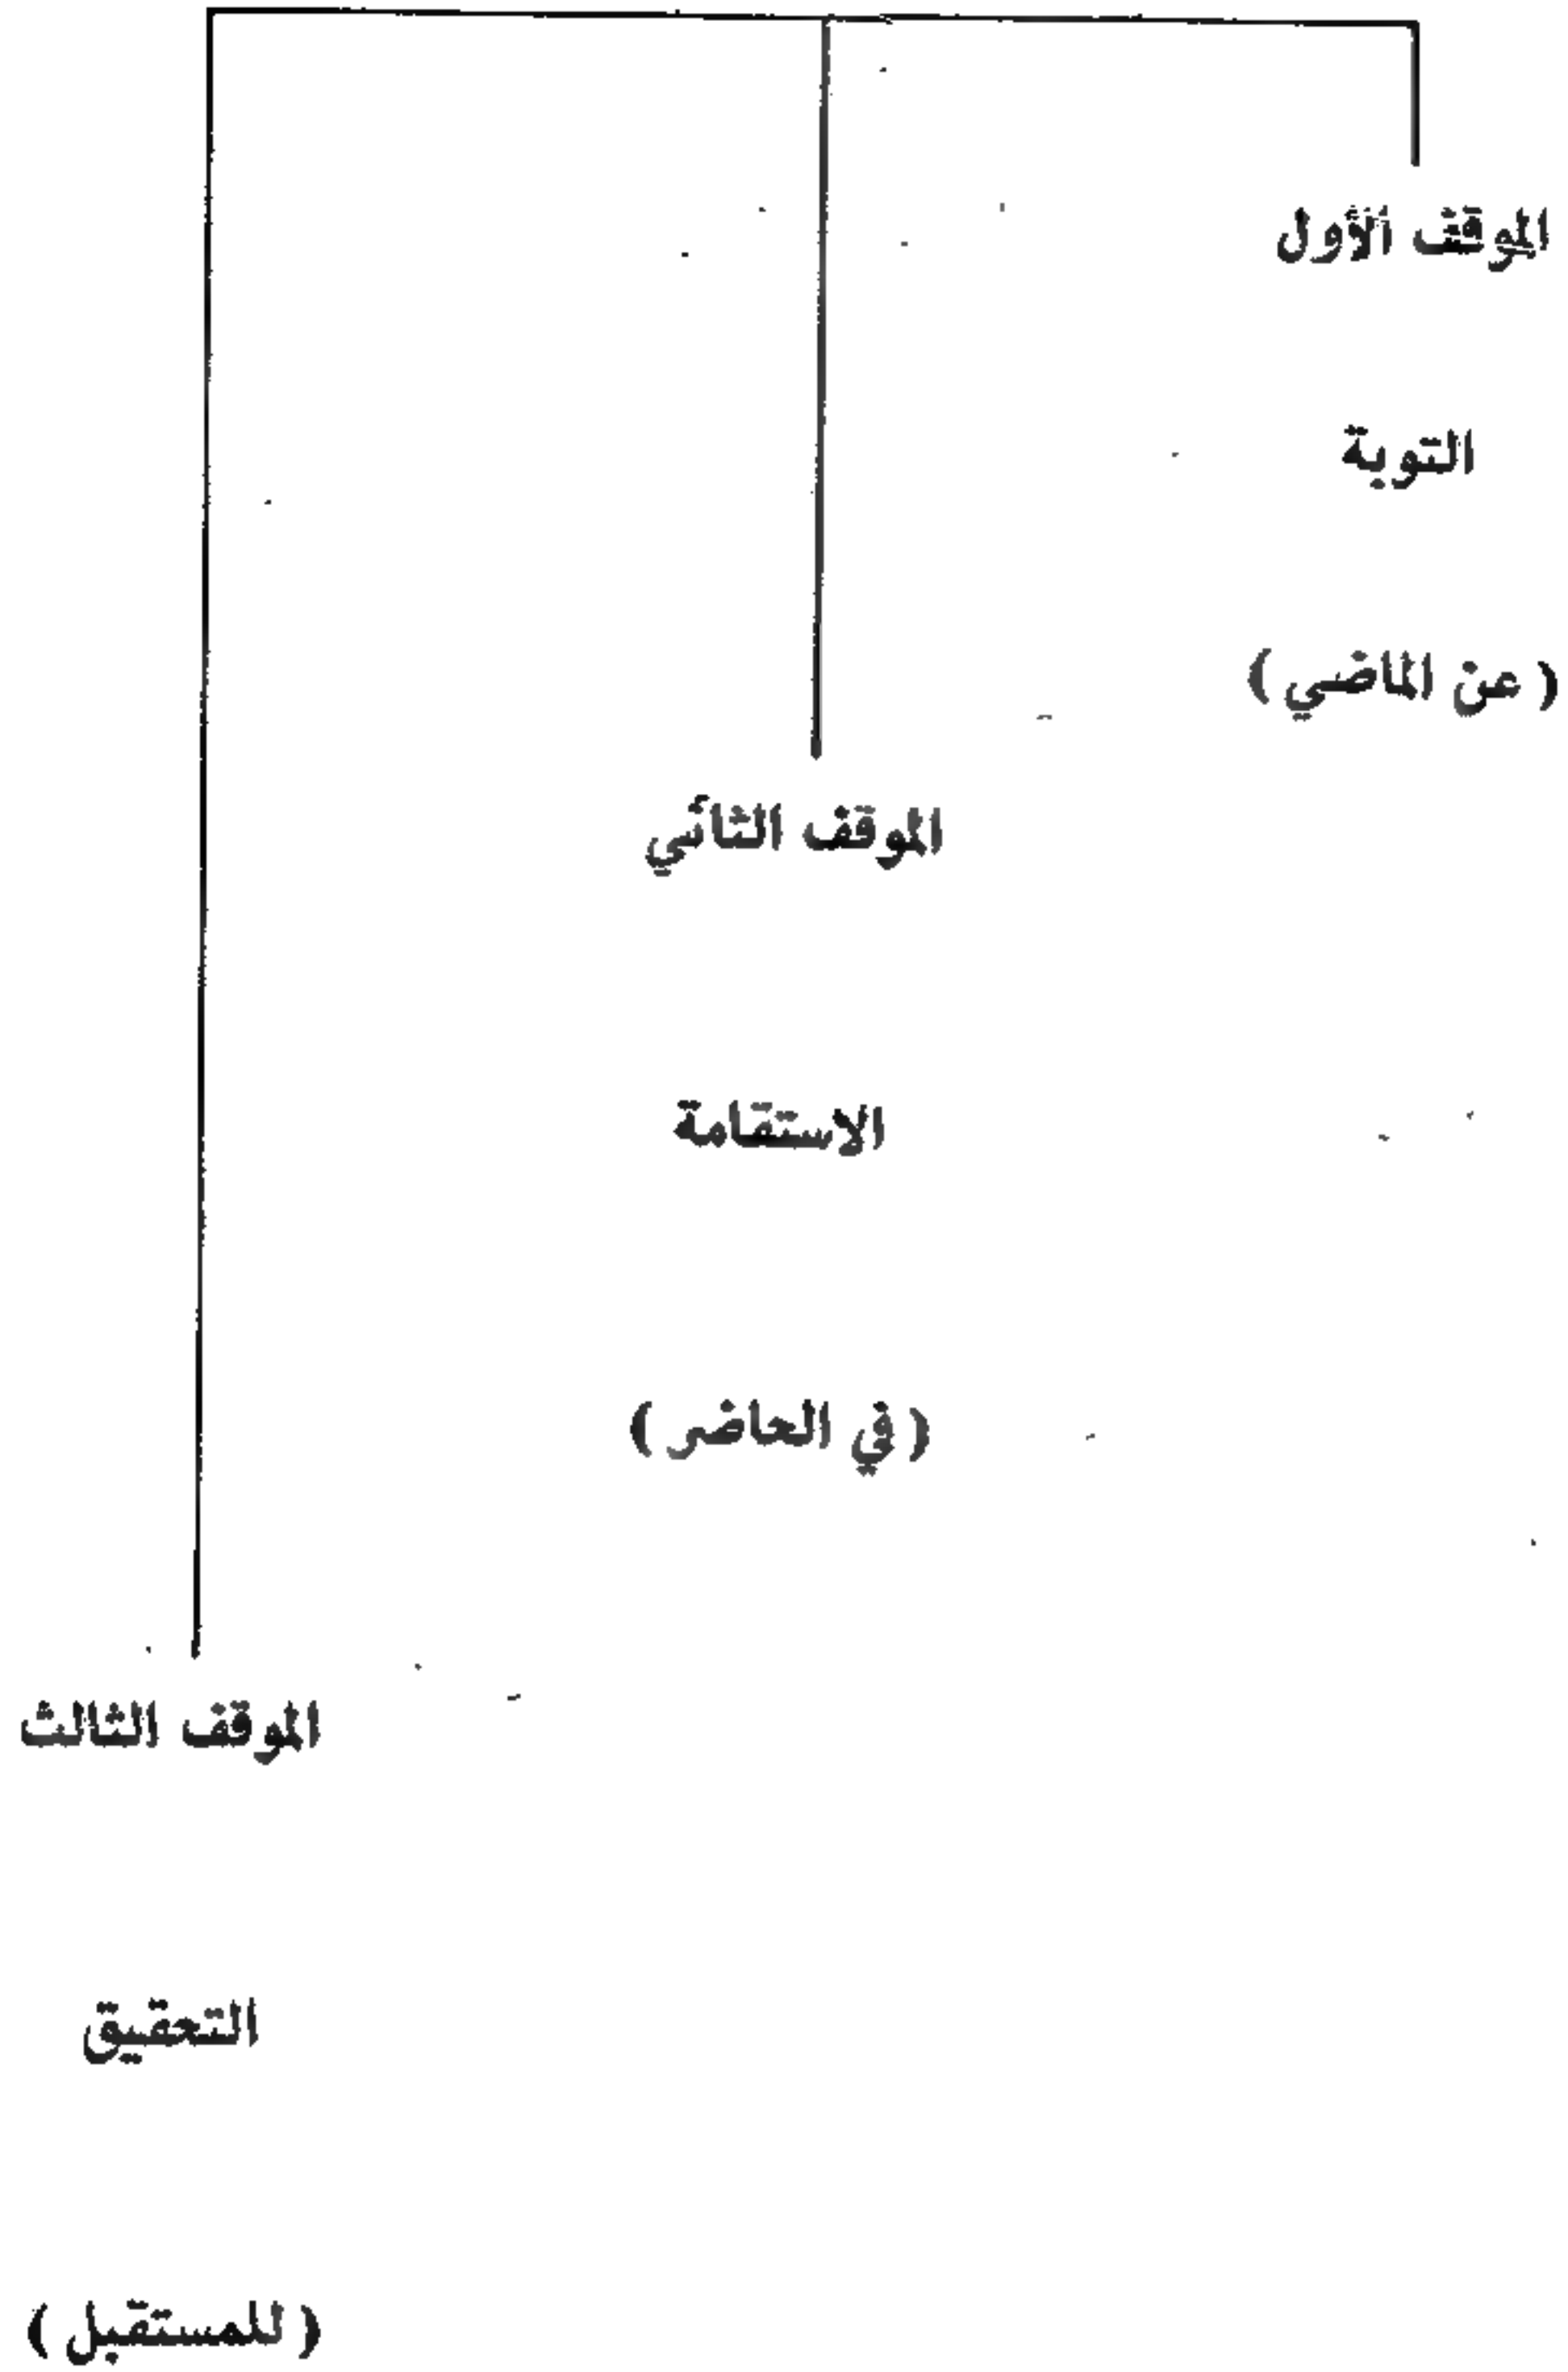 الموقف الأول
التوبة
(عن الماضي)
الموقف الثاني
الاستقامة
(في الحاضر)
الموقف الثالث
التحقيق
(للمستقبل)